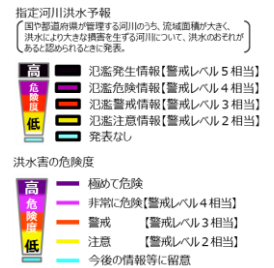 指定河川洪水予報
国や都道府県が管理する河川のうち、流域面積が大きく、
洪水により大きな損害を生ずる河川について、洪水のおそれが
あると認められるときに発表。
高
危険度
低
氾濫発生情報【警戒レベル5相当】
氾濫危険情報【警戒レベル4相当】
氾濫警戒情報【警戒レベル3相当】
氾濫注意情報【警戒レベル2相当】
発表なし
洪水害の危険度
高
危険度
低
極めて危険
非常に危険【警戒レベル4相当】
警戒 【警戒レベル3相当】
注意 【警戒レベル2相当】
今後の情報等に留意